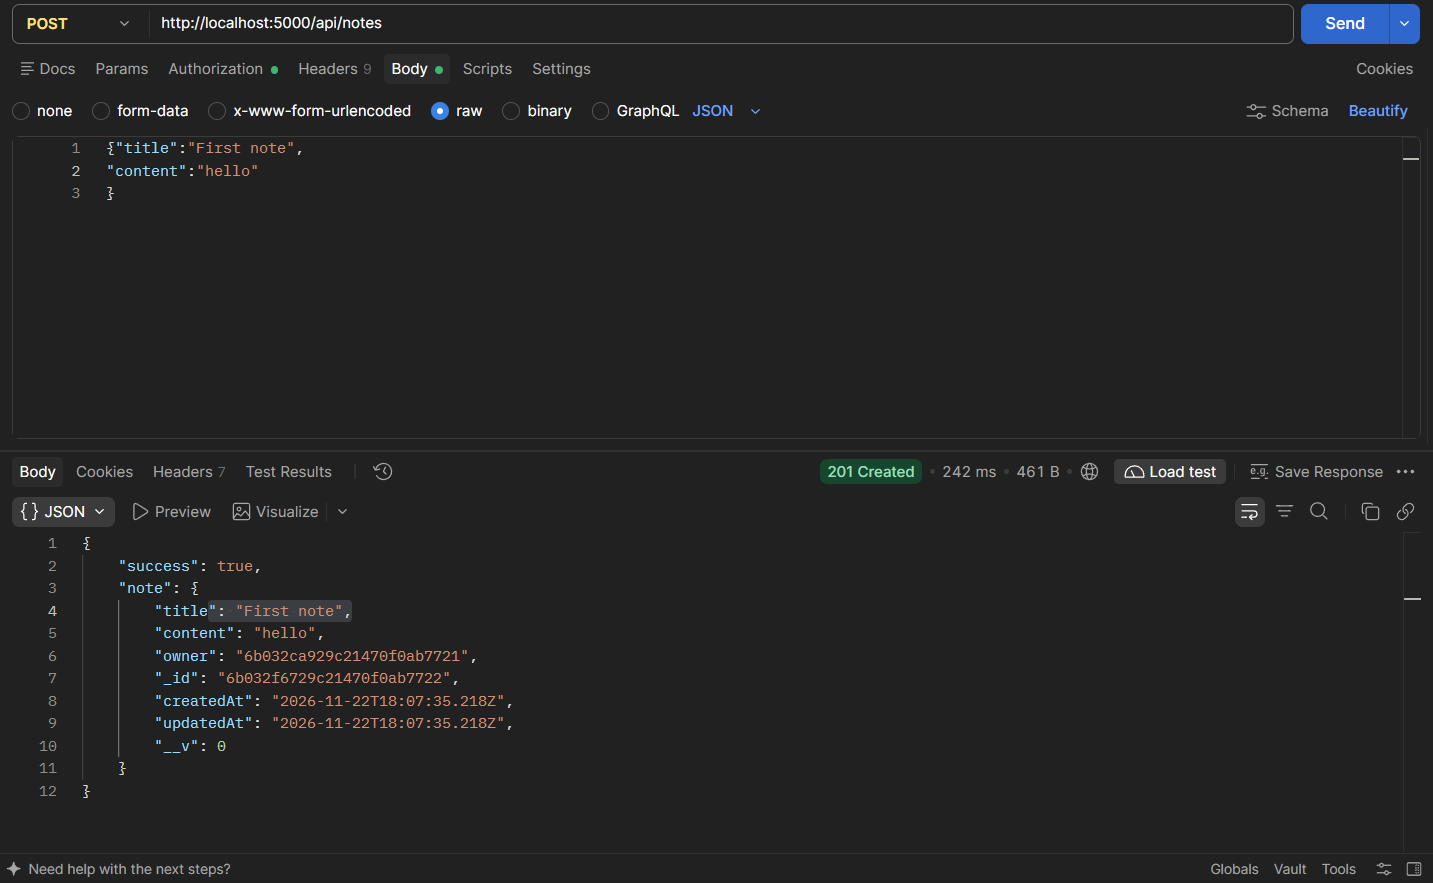 POST http://localhost:5000/api/notes Send
Docs Params Authorization Headers 9 Body Scripts Settings Cookies
none form-data x-www-form-urlencoded raw binary GraphQL JSON Schema Beautify
1 {"title":"First note",
2 "content":"hello"
3 }
Body Cookies Headers 7 Test Results 201 Created • 242 ms • 461 B • Load test e.g. Save Response
{ } JSON Preview Visualize
1 {
2 "success": true,
3 "note": {
4 "title": "First note",
5 "content": "hello",
6 "owner": "6b032ca929c21470f0ab7721",
7 "_id": "6b032f6729c21470f0ab7722",
8 "createdAt": "2026-11-22T18:07:35.218Z",
9 "updatedAt": "2026-11-22T18:07:35.218Z",
10 "__v": 0
11 }
12 }
Need help with the next steps? Globals Vault Tools